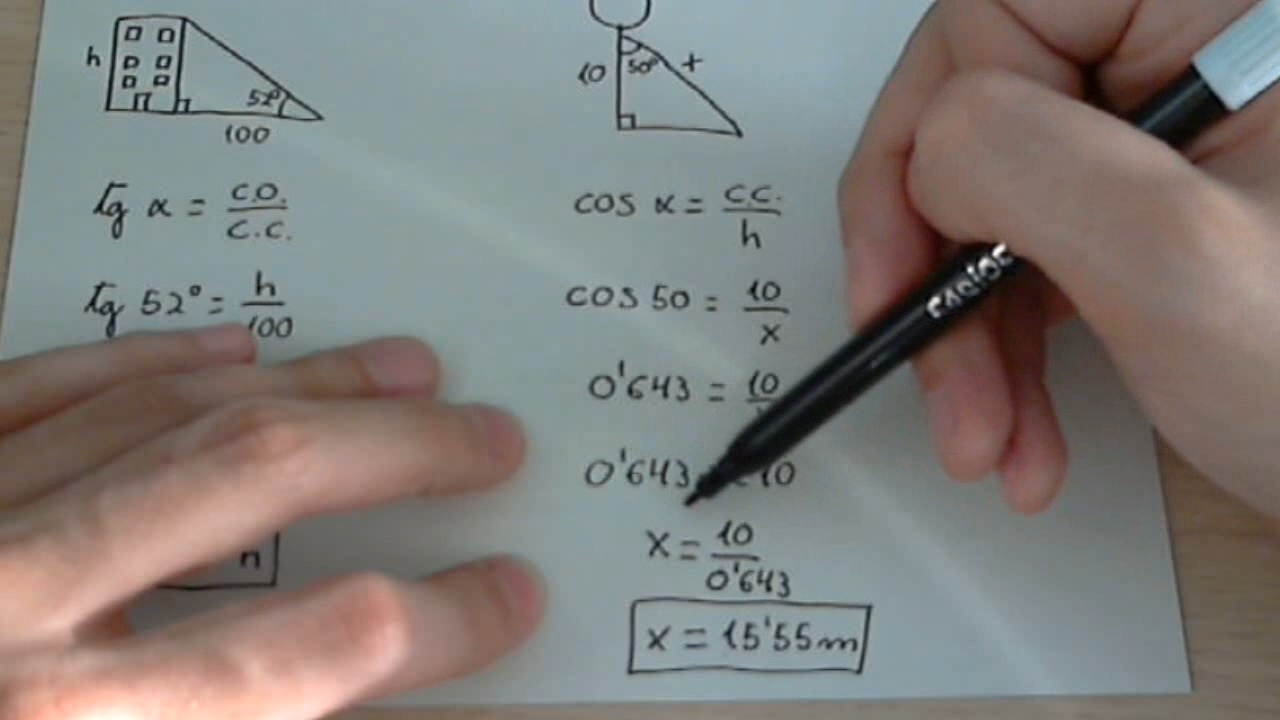 h
52°
100
tg α = C.O. / C.C.
tg 52° = h / 100
10
50°
+
cos α = C.C. / h
cos 50 = 10 / x
0'643 = 10
0'643
10
x = 10 / 0'643
x = 15'55 m